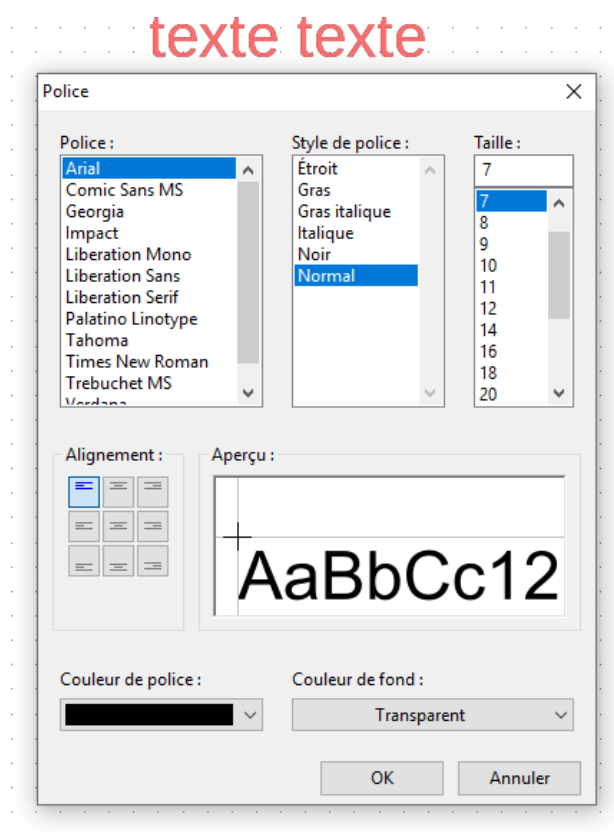 texte texte
Police
Police :
Arial
Comic Sans MS
Georgia
Impact
Liberation Mono
Liberation Sans
Liberation Serif
Palatino Linotype
Tahoma
Times New Roman
Trebuchet MS
Verdana
Style de police :
Étroit
Gras
Gras italique
Italique
Noir
Normal
Taille :
7
7
8
9
10
11
12
14
16
18
20
Alignement :
Aperçu :
AaBbCc12
Couleur de police :
Couleur de fond :
Transparent
OK
Annuler